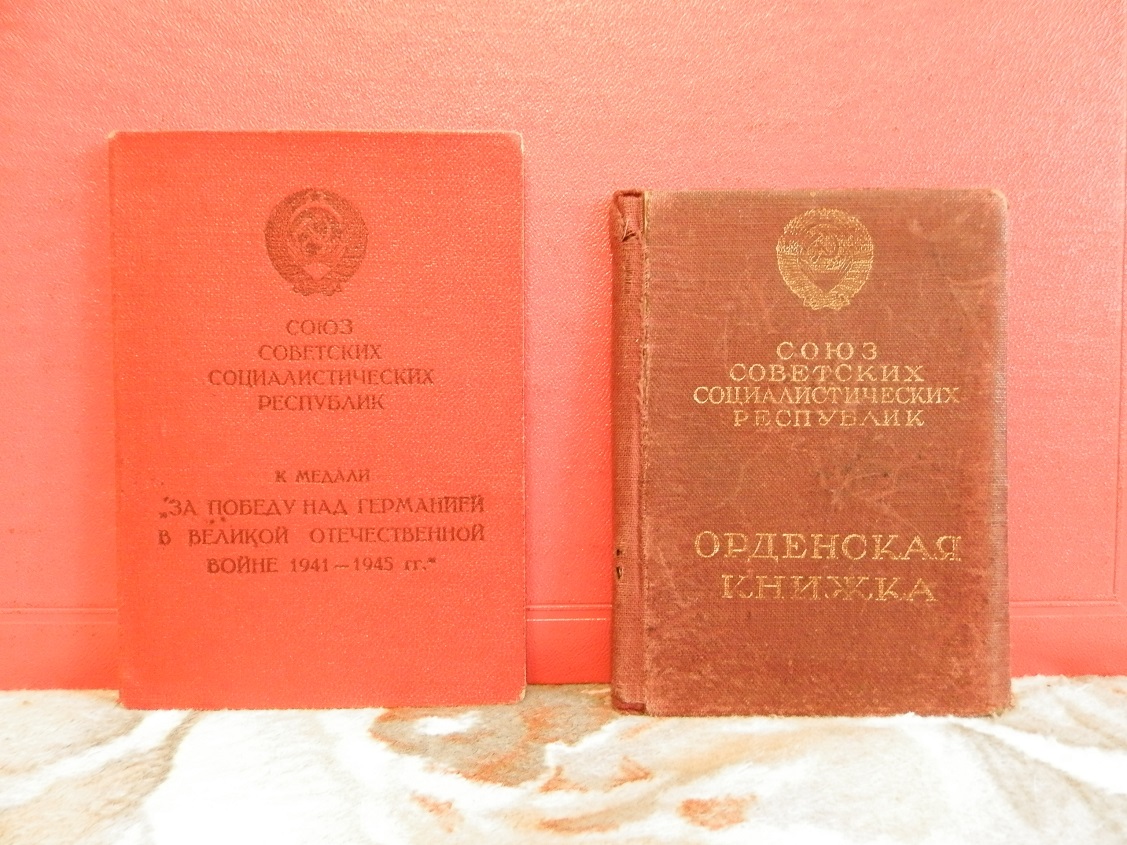 СОЮЗ
СОВЕТСКИХ
СОЦИАЛИСТИЧЕСКИХ
РЕСПУБЛИК
К МЕДАЛИ
„ЗА ПОБЕДУ НАД ГЕРМАНИЕЙ
В ВЕЛИКОЙ ОТЕЧЕСТВЕННОЙ
ВОЙНЕ 1941 — 1945 гг.“
СОЮЗ
СОВЕТСКИХ
СОЦИАЛИСТИЧЕСКИХ
РЕСПУБЛИК
ОРДЕНСКАЯ
КНИЖКА